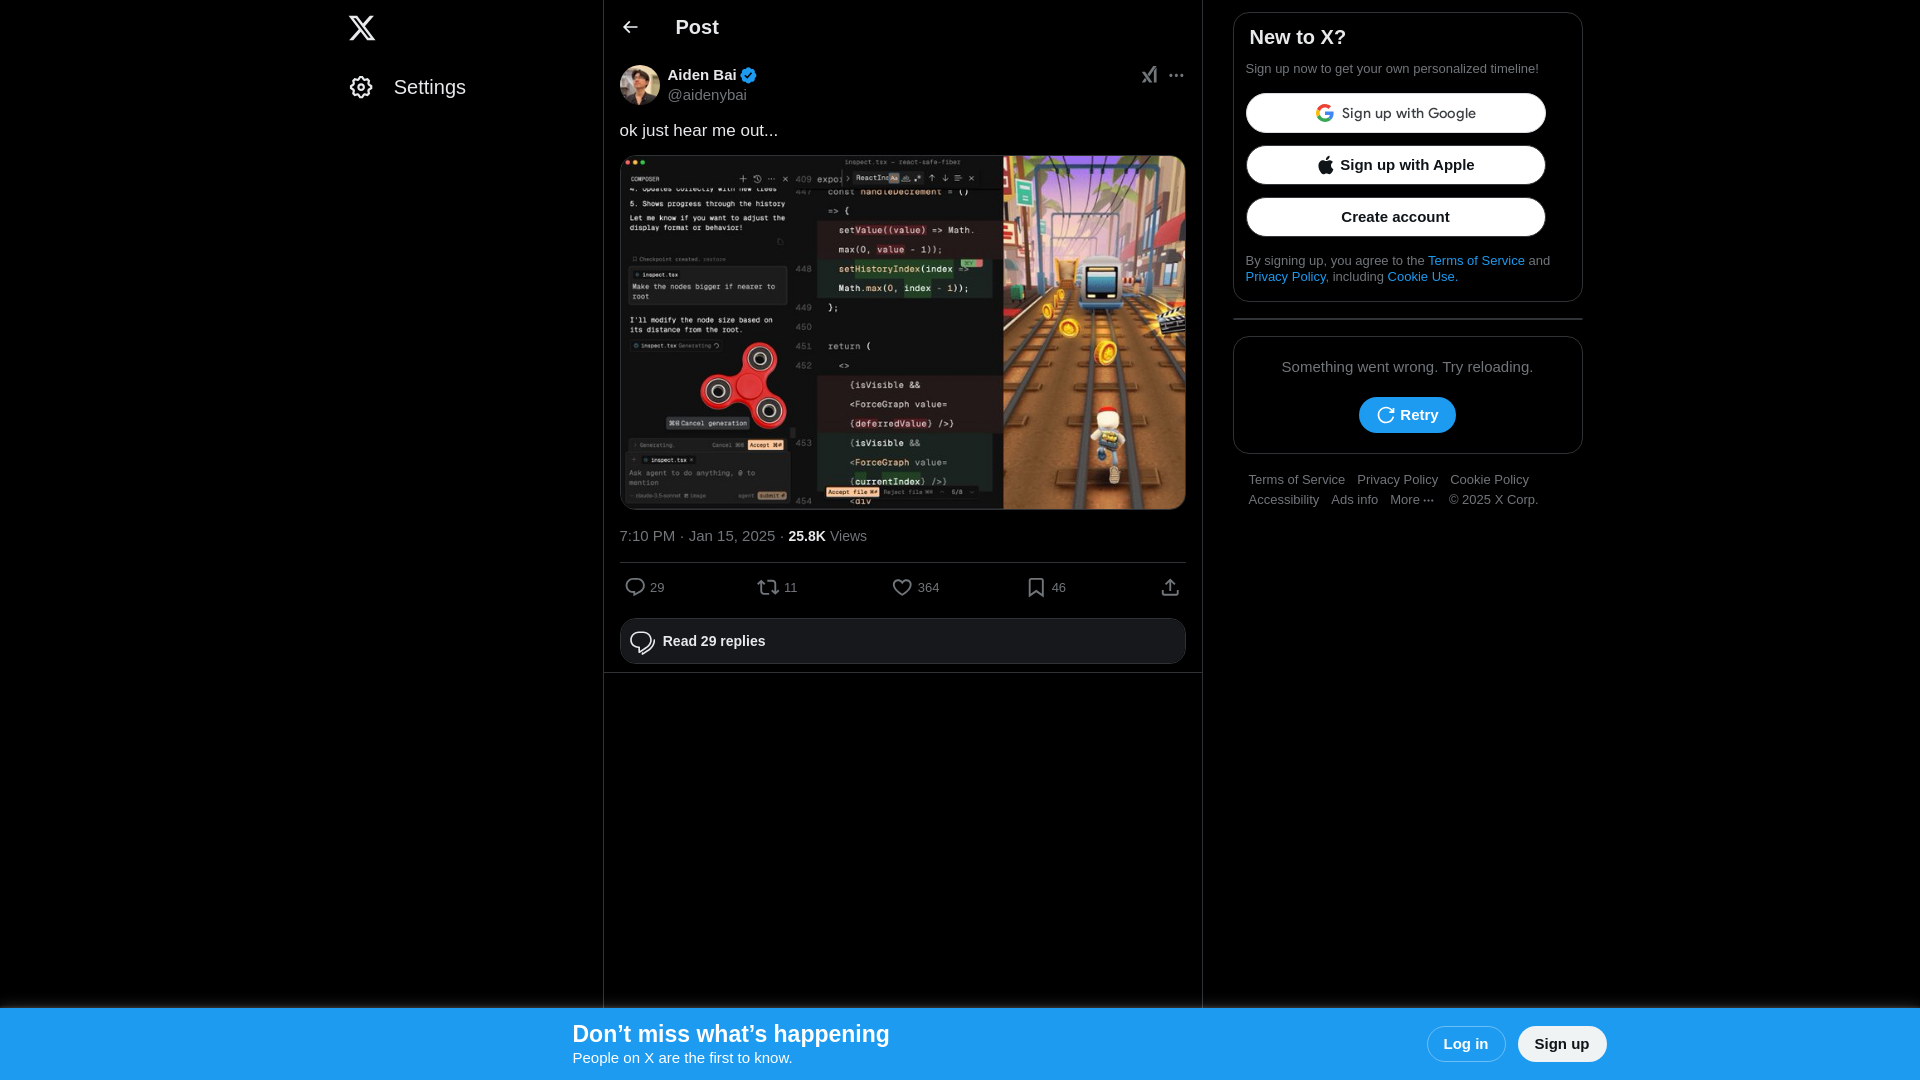 Settings
Post
Aiden Bai
@aidenybai
ok just hear me out...
inspect.tsx — react-safe-fiber
COMPOSER
4. Updates correctly with new trees
5. Shows progress through the history
Let me know if you want to adjust the
display format or behavior!
Checkpoint created. restore
inspect.tsx
Make the nodes bigger if nearer to
root
I'll modify the node size based on
its distance from the root.
inspect.tsx Generating
⌘⌫ Cancel generation
Generating. Cancel ⌘⌫ Accept ⌘⏎
inspect.tsx ×
Ask agent to do anything, @ to
mention
claude-3.5-sonnet image agent submit ⏎
409 expor ReactIns Aa
447 const handleDecrement = ()
=> {
setValue((value) => Math.
max(0, value - 1));
448 setHistoryIndex(index =>
Math.max(0, index - 1));
449 };
450
451 return (
452 <>
{isVisible &&
<ForceGraph value=
{deferredValue} />}
453 {isVisible &&
<ForceGraph value=
{currentIndex} />}
Accept file ⌘⏎ Reject file ⌘⌫ 5/8
454 <div
7:10 PM · Jan 15, 2025 · 25.8K Views
29 11 364 46
Read 29 replies
New to X?
Sign up now to get your own personalized timeline!
Sign up with Google
Sign up with Apple
Create account
By signing up, you agree to the Terms of Service and
Privacy Policy, including Cookie Use.
Something went wrong. Try reloading.
Retry
Terms of Service Privacy Policy Cookie Policy
Accessibility Ads info More ··· © 2025 X Corp.
Don’t miss what’s happening
People on X are the first to know.
Log in
Sign up